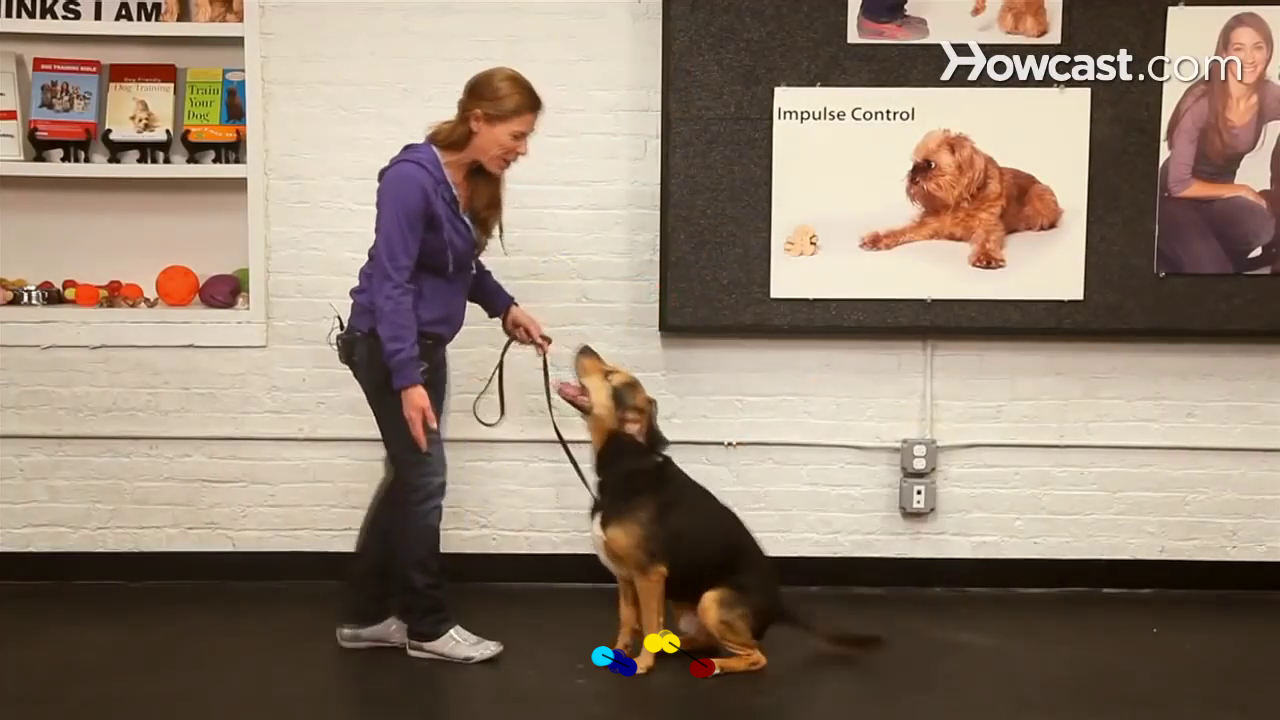 INKS I AM
Howcast.com
DOG TRAINING BIBLE
Dog Friendly
Dog Training
Train
Your
Dog
Impulse Control